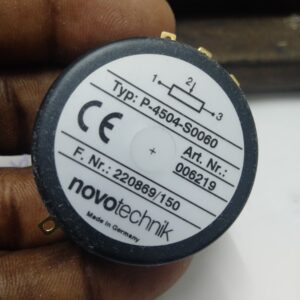 1 2 3
Typ: P-4504-S0060
CE
Art. Nr.:
006219
F. Nr.: 220869/150
novotechnik
Made in Germany